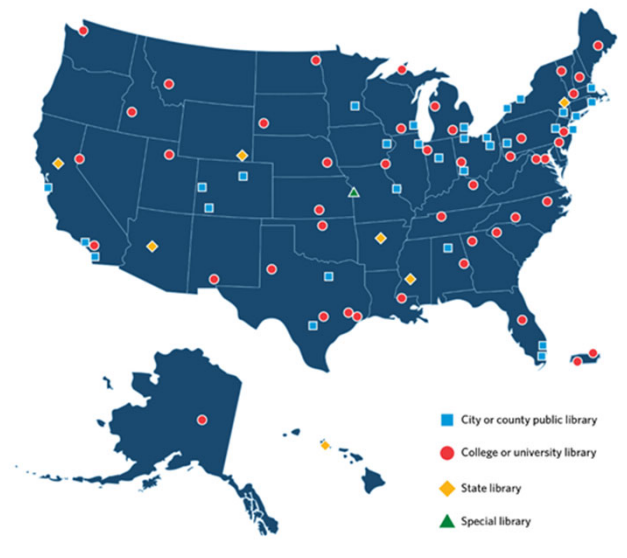 City or county public library
College or university library
State library
Special library